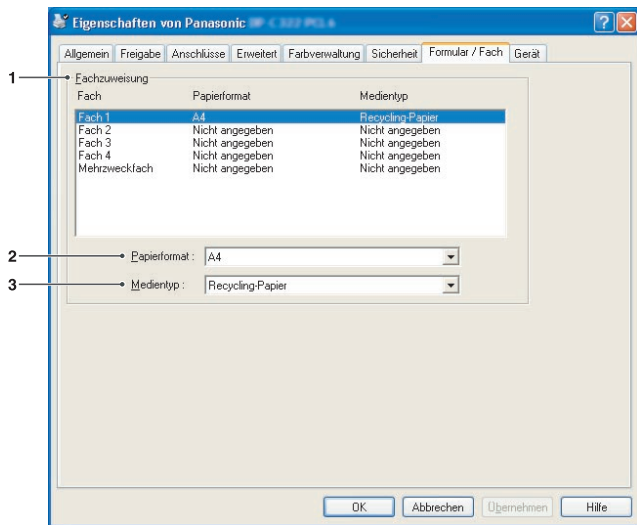 Eigenschaften von Panasonic
Allgemein Freigabe Anschlüsse Erweitert Farbverwaltung Sicherheit Formular / Fach Gerät
1 Fachzuweisung
Fach Papierformat Medientyp
Fach 1 A4 Recycling-Papier
Fach 2 Nicht angegeben Nicht angegeben
Fach 3 Nicht angegeben Nicht angegeben
Fach 4 Nicht angegeben Nicht angegeben
Mehrzweckfach Nicht angegeben Nicht angegeben
2 Papierformat : A4
3 Medientyp : Recycling-Papier
OK Abbrechen Übernehmen Hilfe